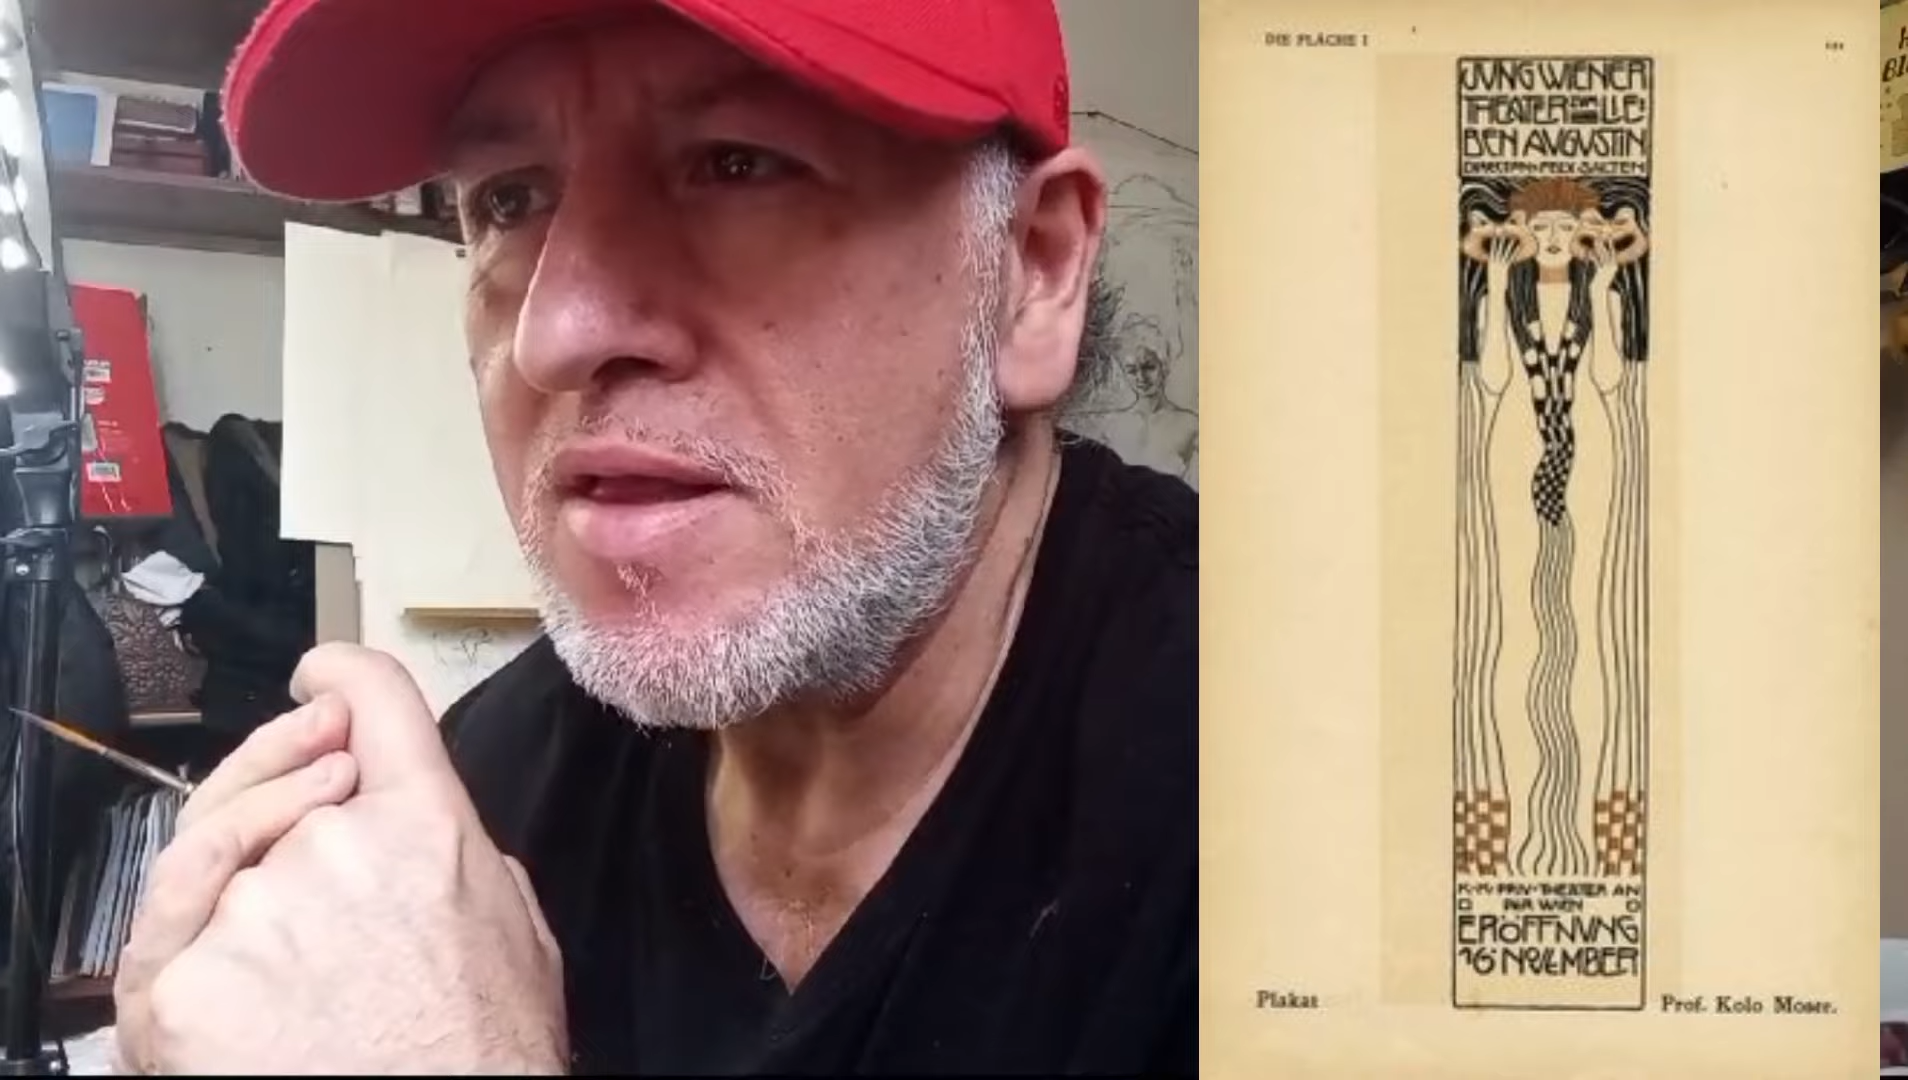 DIE FLÄCHE I
JUNG WIENER
THEATER ZUM LIE:
BEN AUGUSTIN
DIRECTION: FELIX SALTEN
K·K·PRIV·THEATER AN
DER WIEN
ERÖFFNUNG
16·NOVEMBER
Plakat
Prof. Kolo Moser.